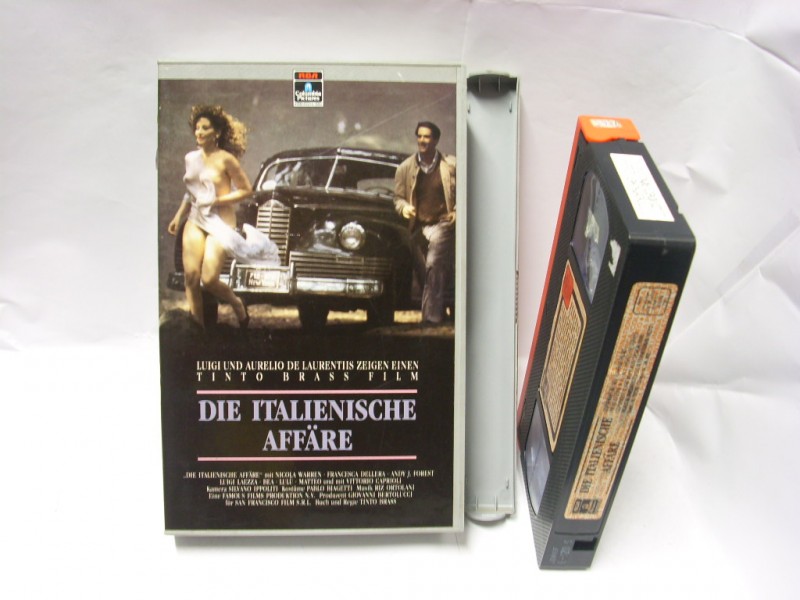 RCA
Columbia
Pictures
LUIGI UND AURELIO DE LAURENTIIS ZEIGEN EINEN
TINTO BRASS FILM
DIE ITALIENISCHE
AFFÄRE
„DIE ITALIENISCHE AFFÄRE" mit NICOLA WARREN · FRANCESCA DELLERA · ANDY J. FOREST
LUIGI LAEZZA · BEA · LULU · MATTEO und mit VITTORIO CAPRIOLI
Kamera SILVANO IPPOLITI Kostüme PABLO BIAGETTI Musik RIZ ORTOLANI
Eine FAMOUS FILMS PRODUKTION N.V. Produzent GIOVANNI BERTOLUCCI
für SAN FRANCISCO FILM S.R.L. Buch und Regie TINTO BRASS
DIE ITALIENISCHE
AFFÄRE